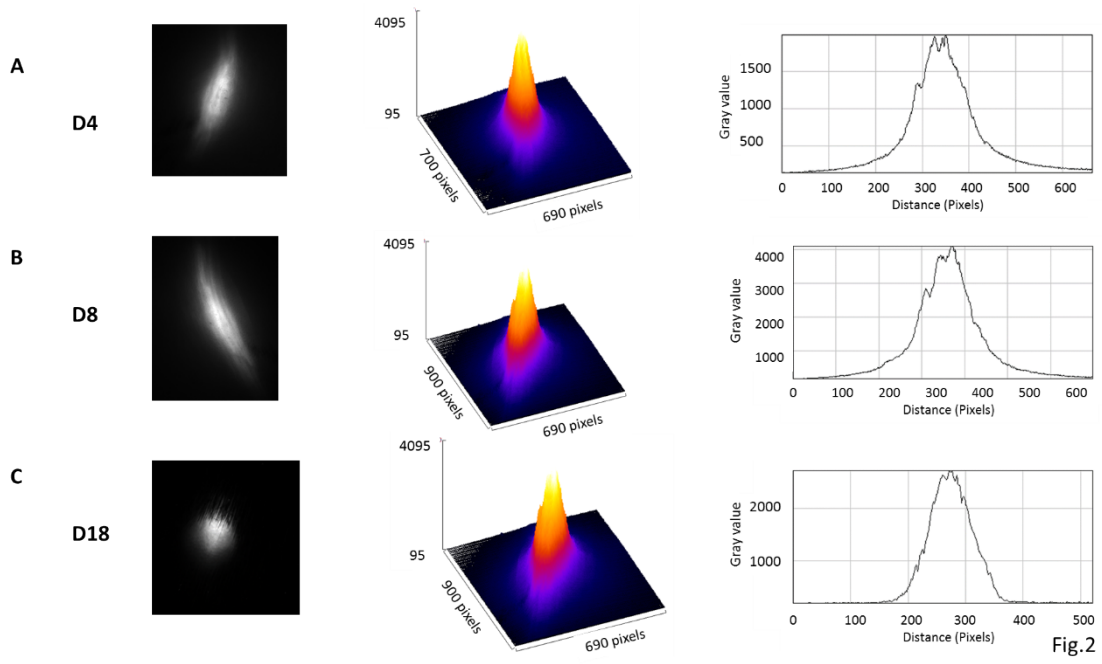 A
D4
4095
95
700 pixels
690 pixels
Gray value
1500
1000
500
0 100 200 300 400 500 600
Distance (Pixels)
B
D8
4095
95
900 pixels
690 pixels
Gray value
4000
3000
2000
1000
0 100 200 300 400 500 600
Distance (Pixels)
C
D18
4095
95
900 pixels
690 pixels
Gray value
2000
1000
0 100 200 300 400 500
Distance (Pixels)
Fig.2